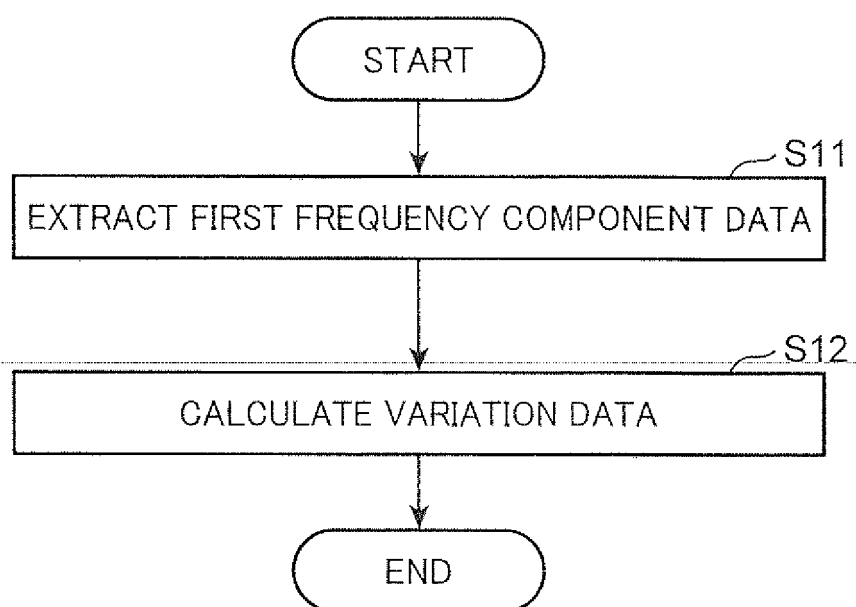 START
S11
EXTRACT FIRST FREQUENCY COMPONENT DATA
S12
CALCULATE VARIATION DATA
END